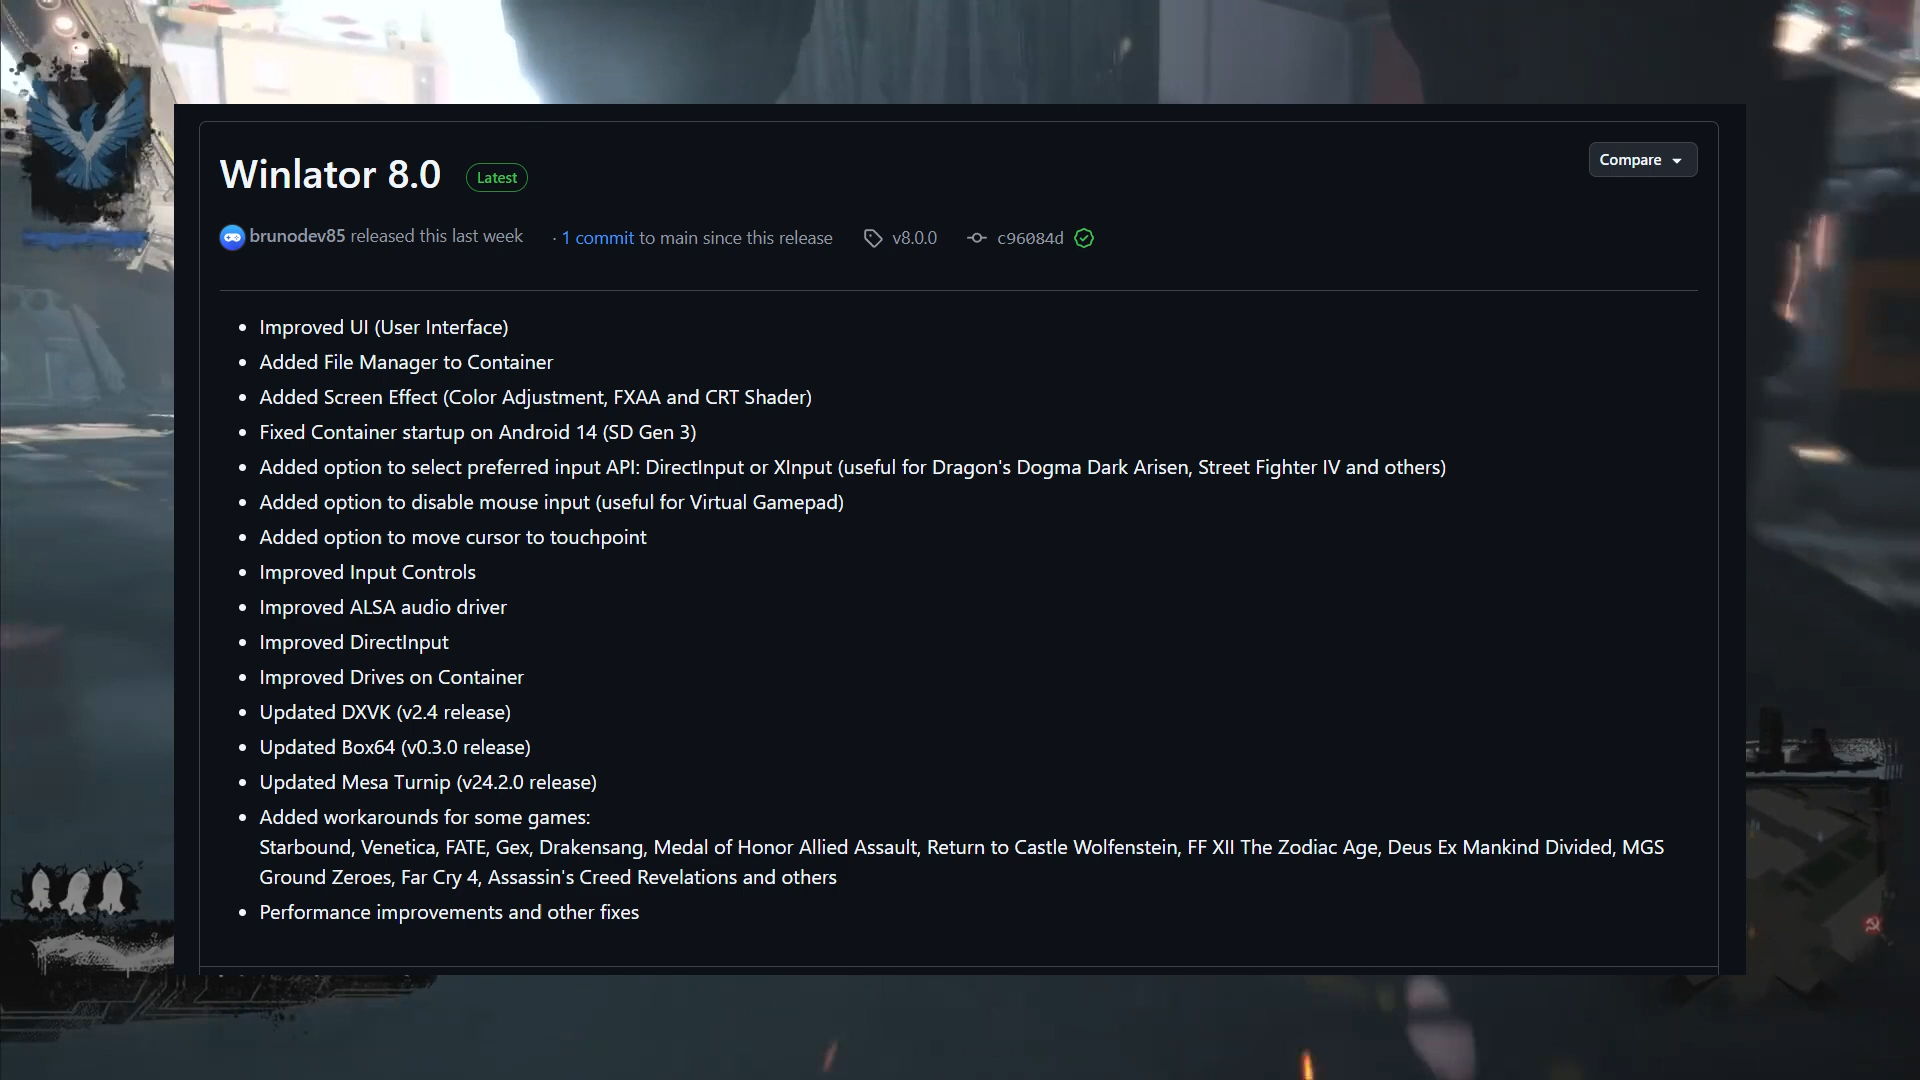 Winlator 8.0
Latest
Compare
brunodev85 released this last week · 1 commit to main since this release v8.0.0 c96084d
• Improved UI (User Interface)
• Added File Manager to Container
• Added Screen Effect (Color Adjustment, FXAA and CRT Shader)
• Fixed Container startup on Android 14 (SD Gen 3)
• Added option to select preferred input API: DirectInput or XInput (useful for Dragon's Dogma Dark Arisen, Street Fighter IV and others)
• Added option to disable mouse input (useful for Virtual Gamepad)
• Added option to move cursor to touchpoint
• Improved Input Controls
• Improved ALSA audio driver
• Improved DirectInput
• Improved Drives on Container
• Updated DXVK (v2.4 release)
• Updated Box64 (v0.3.0 release)
• Updated Mesa Turnip (v24.2.0 release)
• Added workarounds for some games:
Starbound, Venetica, FATE, Gex, Drakensang, Medal of Honor Allied Assault, Return to Castle Wolfenstein, FF XII The Zodiac Age, Deus Ex Mankind Divided, MGS
Ground Zeroes, Far Cry 4, Assassin's Creed Revelations and others
• Performance improvements and other fixes